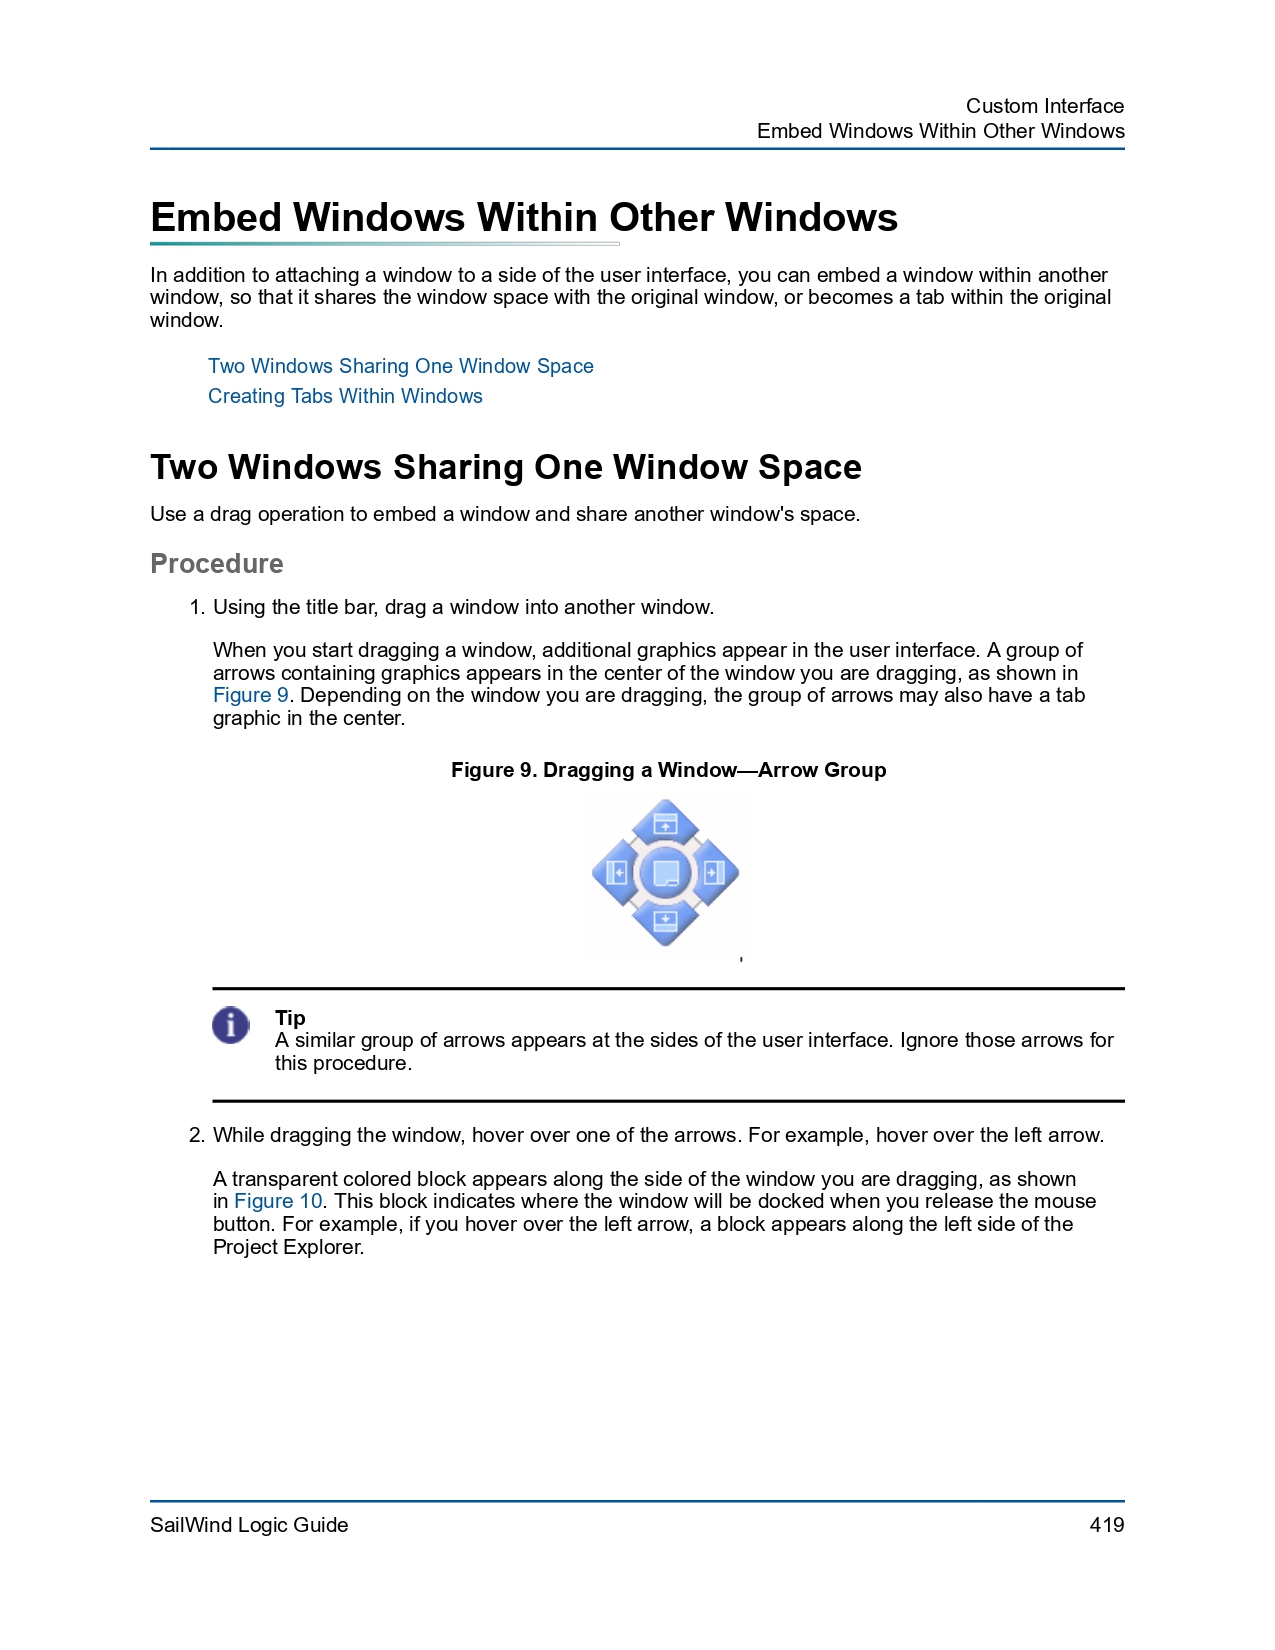 Custom Interface
Embed Windows Within Other Windows
Embed Windows Within Other Windows
In addition to attaching a window to a side of the user interface, you can embed a window within another
window, so that it shares the window space with the original window, or becomes a tab within the original
window.
Two Windows Sharing One Window Space
Creating Tabs Within Windows
Two Windows Sharing One Window Space
Use a drag operation to embed a window and share another window's space.
Procedure
1. Using the title bar, drag a window into another window.
When you start dragging a window, additional graphics appear in the user interface. A group of
arrows containing graphics appears in the center of the window you are dragging, as shown in
Figure 9. Depending on the window you are dragging, the group of arrows may also have a tab
graphic in the center.
Figure 9. Dragging a Window—Arrow Group
Tip
A similar group of arrows appears at the sides of the user interface. Ignore those arrows for
this procedure.
2. While dragging the window, hover over one of the arrows. For example, hover over the left arrow.
A transparent colored block appears along the side of the window you are dragging, as shown
in Figure 10. This block indicates where the window will be docked when you release the mouse
button. For example, if you hover over the left arrow, a block appears along the left side of the
Project Explorer.
SailWind Logic Guide
419